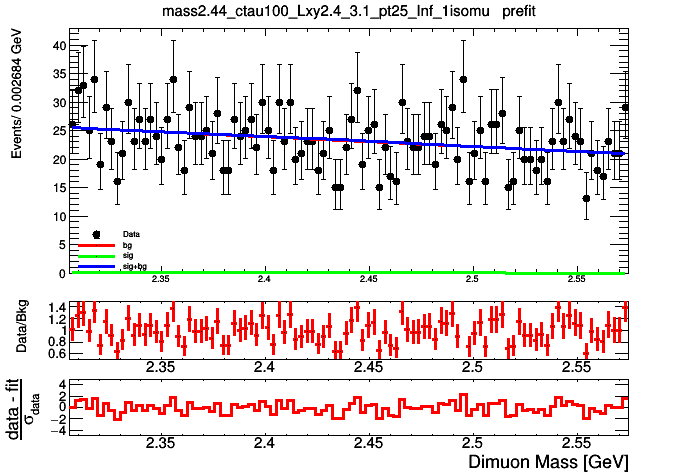 mass2.44_ctau100_Lxy2.4_3.1_pt25_Inf_1isomu prefit
Events/ 0.002684 GeV
40
35
30
25
20
15
10
5
0
Data
bg
sig
sig+bg
2.35 2.4 2.45 2.5 2.55
Data/Bkg
1.4
1.2
1
0.8
0.6
2.35 2.4 2.45 2.5 2.55
data - fit
σdata
4
2
0
−2
−4
2.35 2.4 2.45 2.5 2.55
Dimuon Mass [GeV]